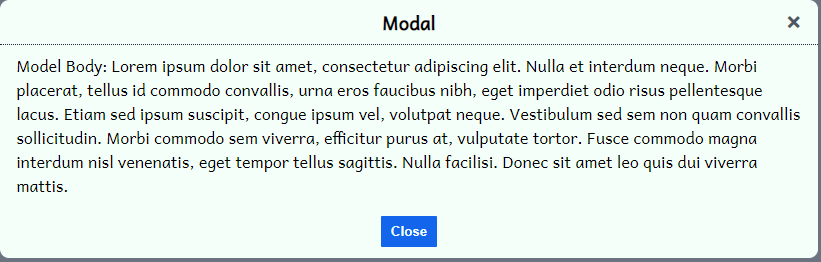 Modal
×
Model Body: Lorem ipsum dolor sit amet, consectetur adipiscing elit. Nulla et interdum neque. Morbi
placerat, tellus id commodo convallis, urna eros faucibus nibh, eget imperdiet odio risus pellentesque
lacus. Etiam sed ipsum suscipit, congue ipsum vel, volutpat neque. Vestibulum sed sem non quam convallis
sollicitudin. Morbi commodo sem viverra, efficitur purus at, vulputate tortor. Fusce commodo magna
interdum nisl venenatis, eget tempor tellus sagittis. Nulla facilisi. Donec sit amet leo quis dui viverra
mattis.
Close